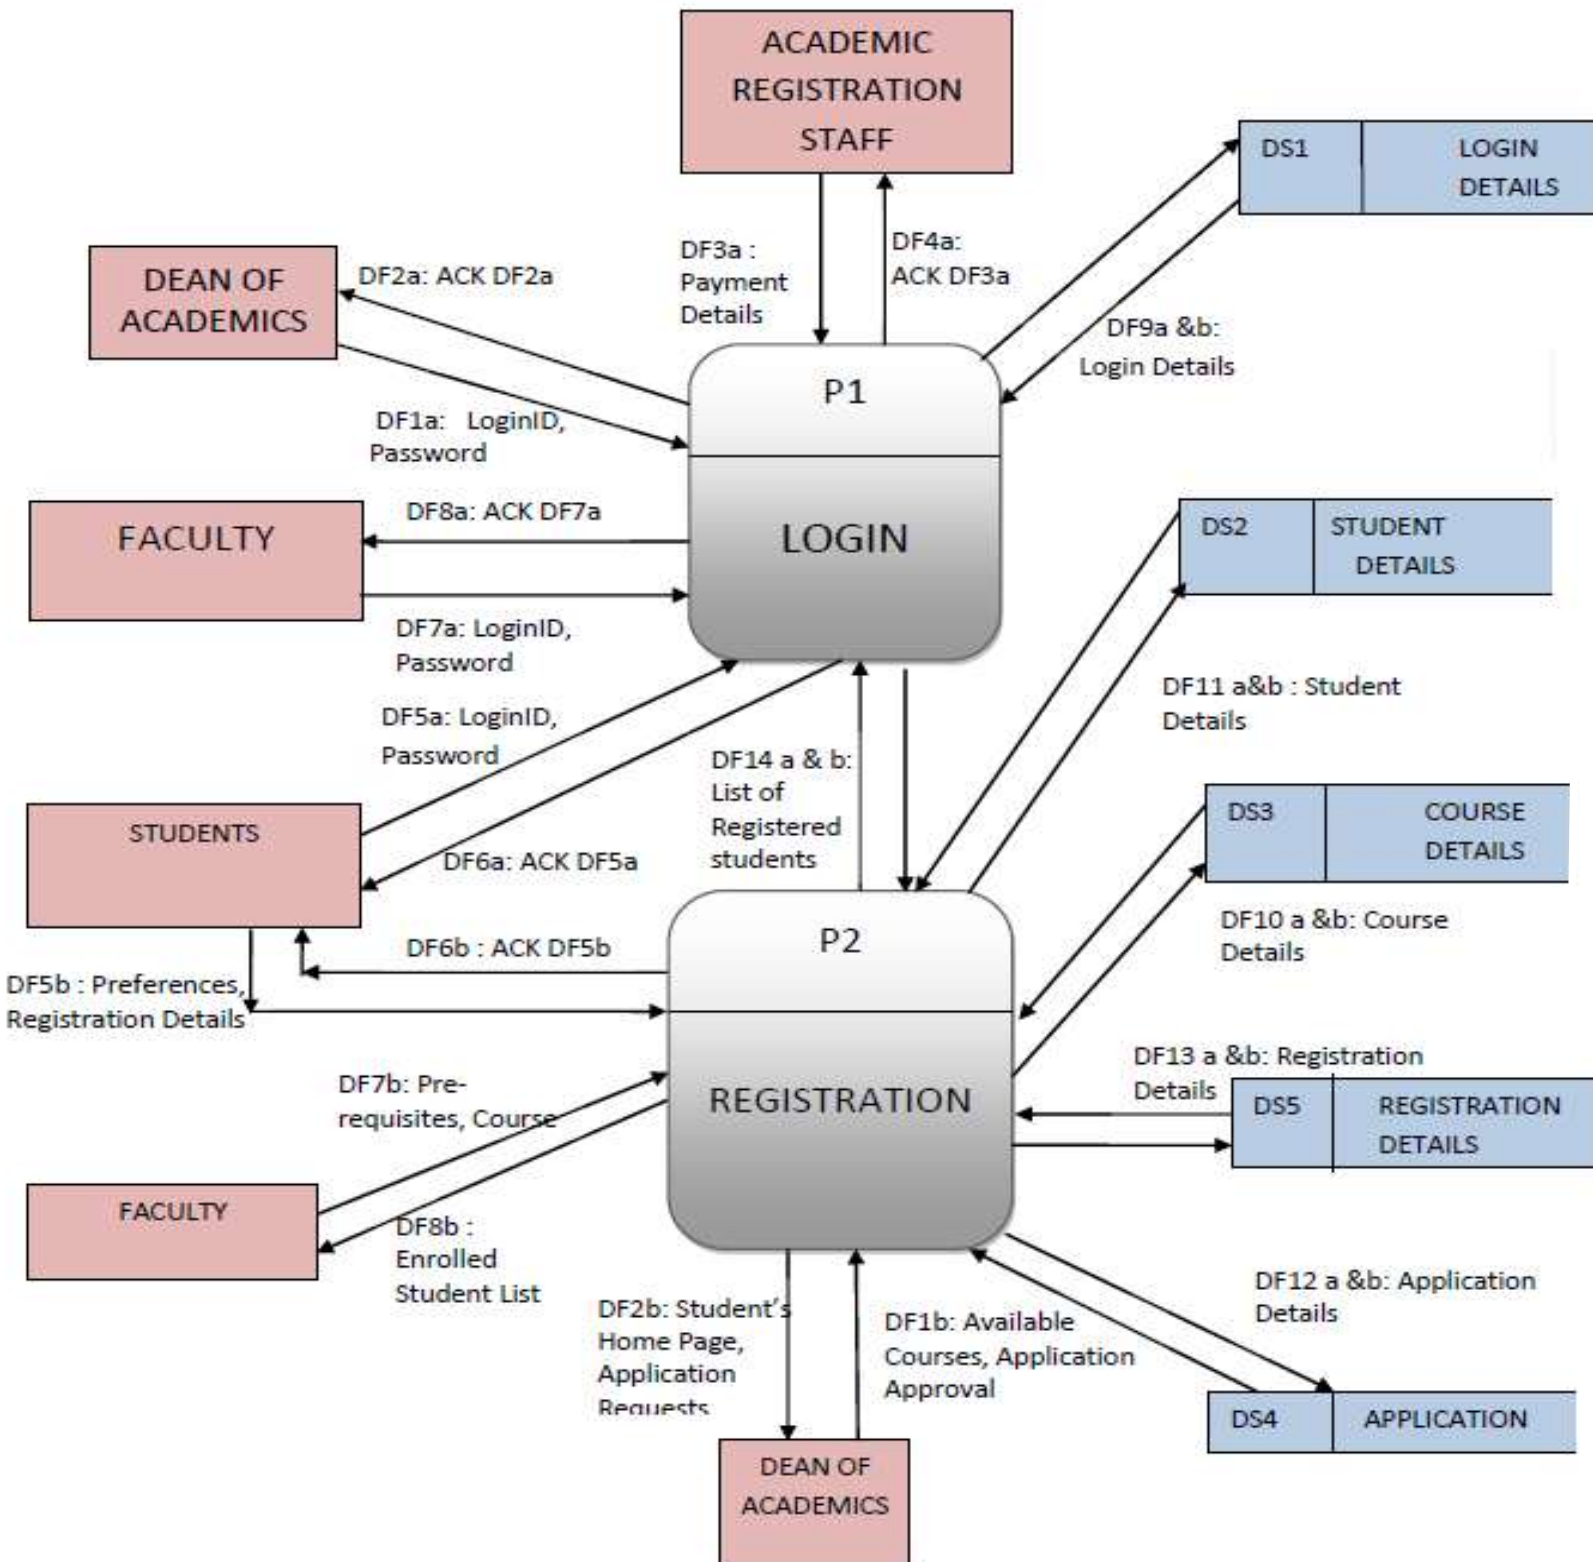 ACADEMIC
REGISTRATION
STAFF
DS1
LOGIN
DETAILS
DF3a :
Payment
Details
DF4a:
ACK DF3a
DEAN OF
ACADEMICS
DF2a: ACK DF2a
DF9a &b:
Login Details
P1
LOGIN
DF1a: LoginID,
Password
FACULTY
DF8a: ACK DF7a
DF7a: LoginID,
Password
DS2
STUDENT
DETAILS
DF11 a&b : Student
Details
DF5a: LoginID,
Password
DF14 a & b:
List of
Registered
students
STUDENTS
DF6a: ACK DF5a
DS3
COURSE
DETAILS
DF10 a &b: Course
Details
DF6b : ACK DF5b
DF5b : Preferences,
Registration Details
P2
REGISTRATION
DF13 a &b: Registration
Details
DS5
REGISTRATION
DETAILS
DF7b: Pre-
requisites, Course
FACULTY
DF8b :
Enrolled
Student List
DF2b: Student’s
Home Page,
Application
Requests
DF1b: Available
Courses, Application
Approval
DF12 a &b: Application
Details
DS4
APPLICATION
DEAN OF
ACADEMICS